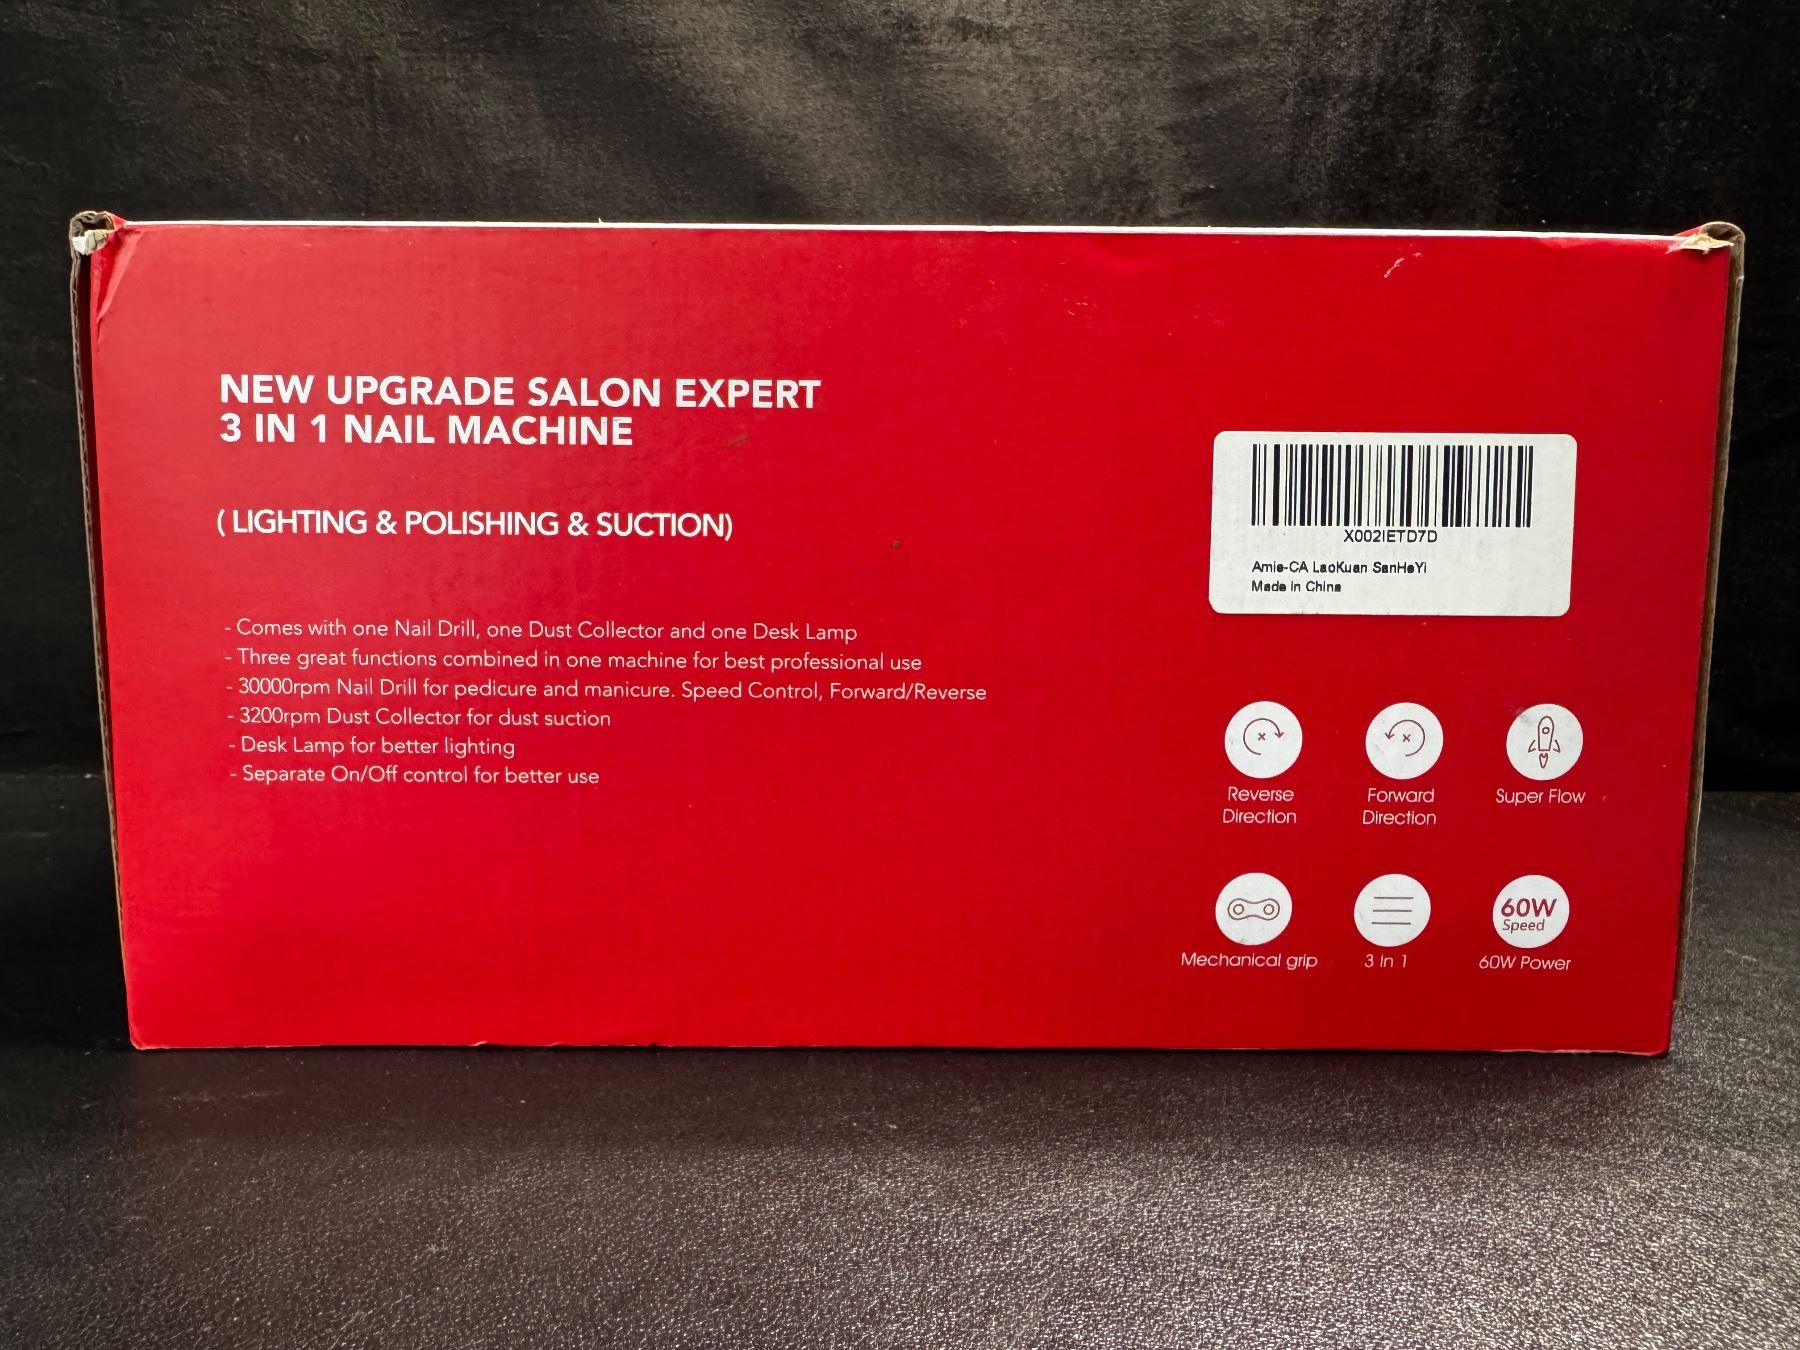 NEW UPGRADE SALON EXPERT
3 IN 1 NAIL MACHINE
( LIGHTING & POLISHING & SUCTION)
- Comes with one Nail Drill, one Dust Collector and one Desk Lamp
- Three great functions combined in one machine for best professional use
- 30000rpm Nail Drill for pedicure and manicure. Speed Control, Forward/Reverse
- 3200rpm Dust Collector for dust suction
- Desk Lamp for better lighting
- Separate On/Off control for better use
X002IETD7D
Amie-CA LaoKuan SanHeYi
Made in China
Reverse
Direction
Forward
Direction
Super Flow
Mechanical grip
3 In 1
60W
Speed
60W Power